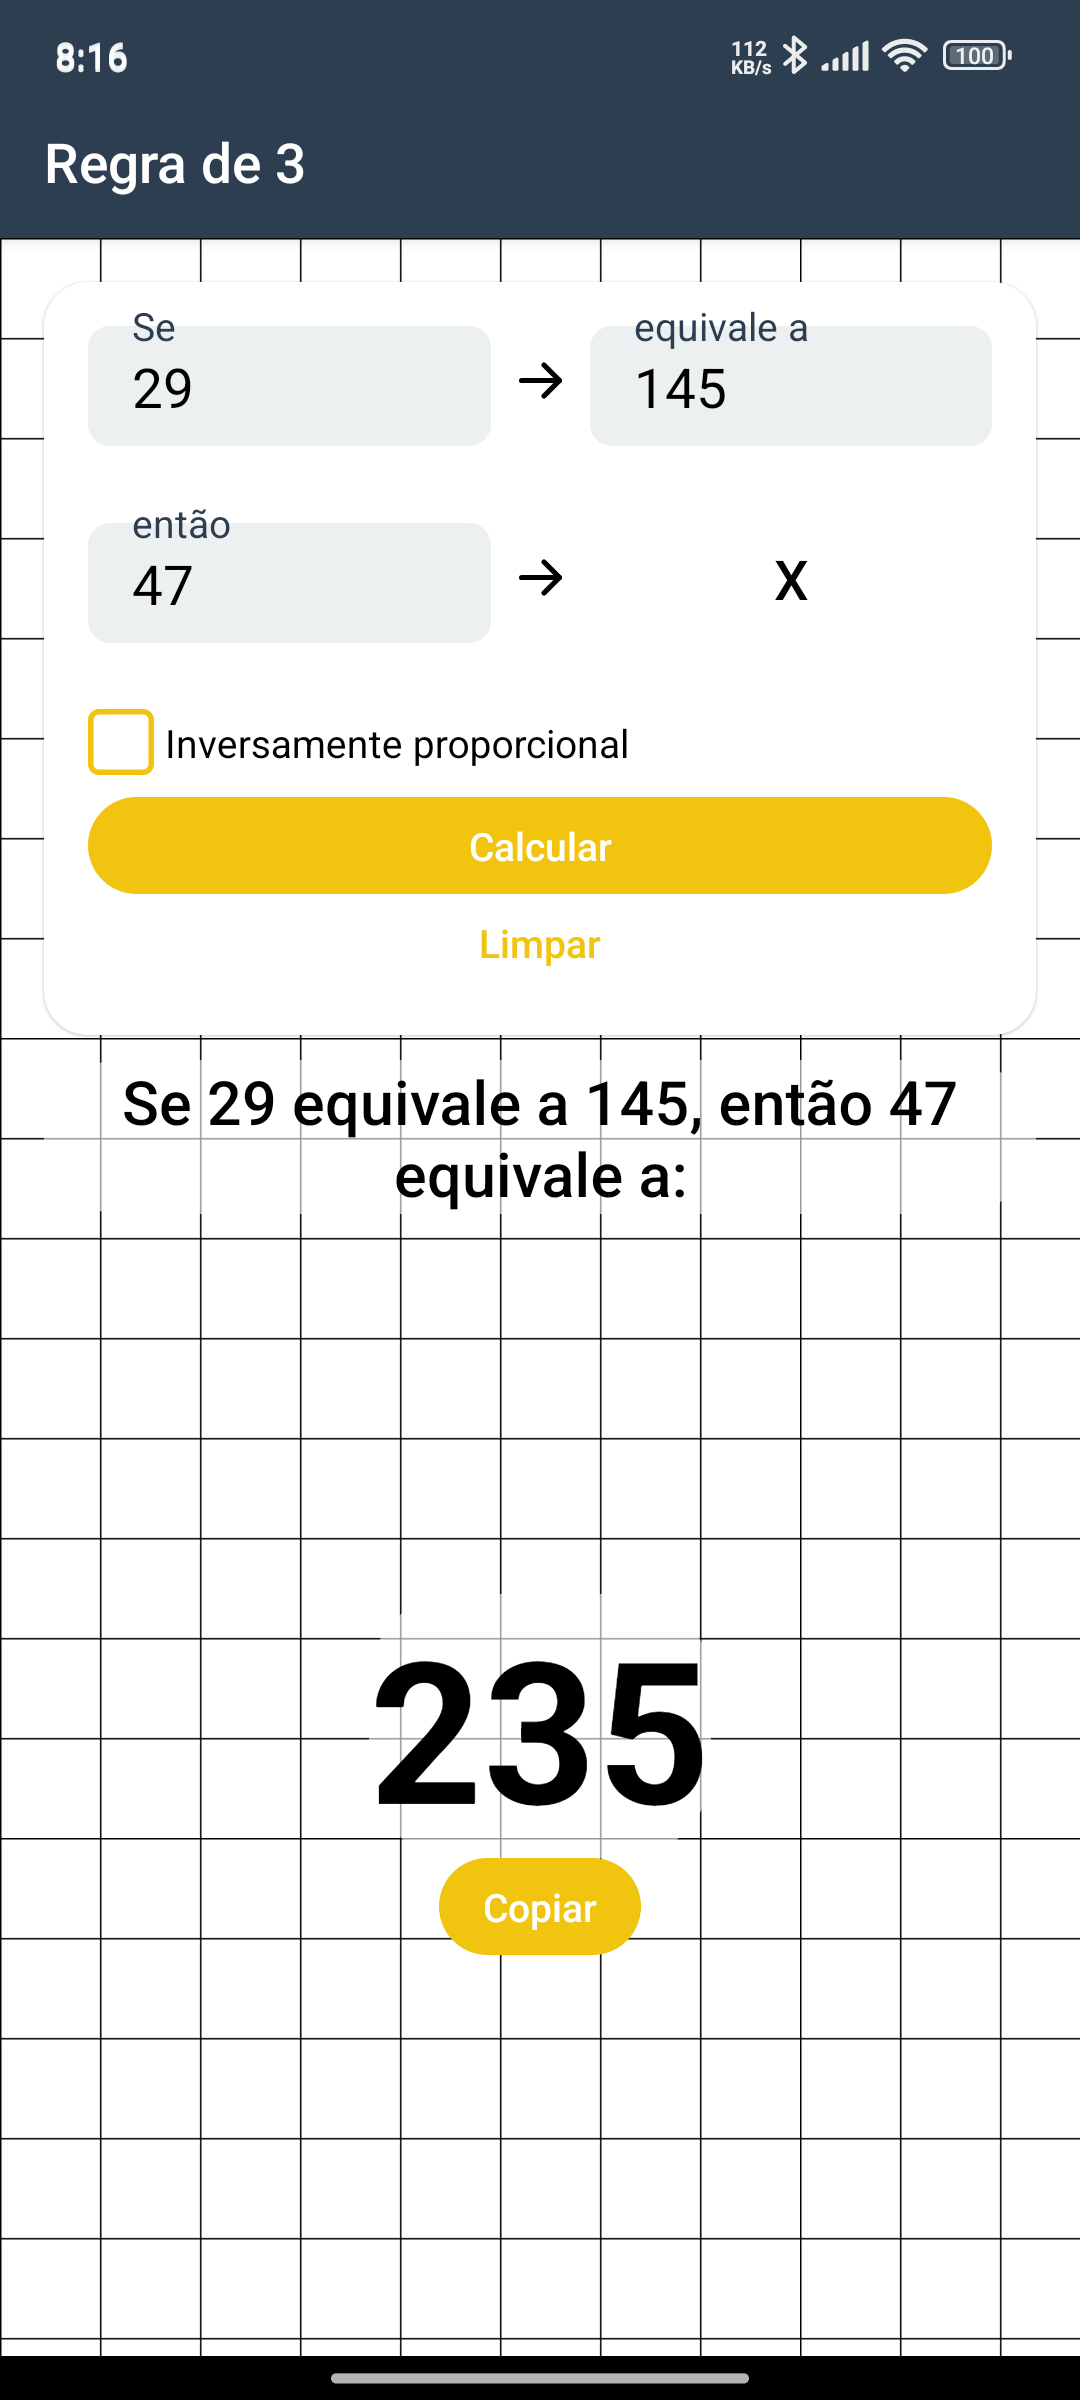 8:16
112
KB/s
100
Regra de 3
Se
29
equivale a
145
então
47
X
Inversamente proporcional
Calcular
Limpar
Se 29 equivale a 145, então 47
equivale a:
235
Copiar